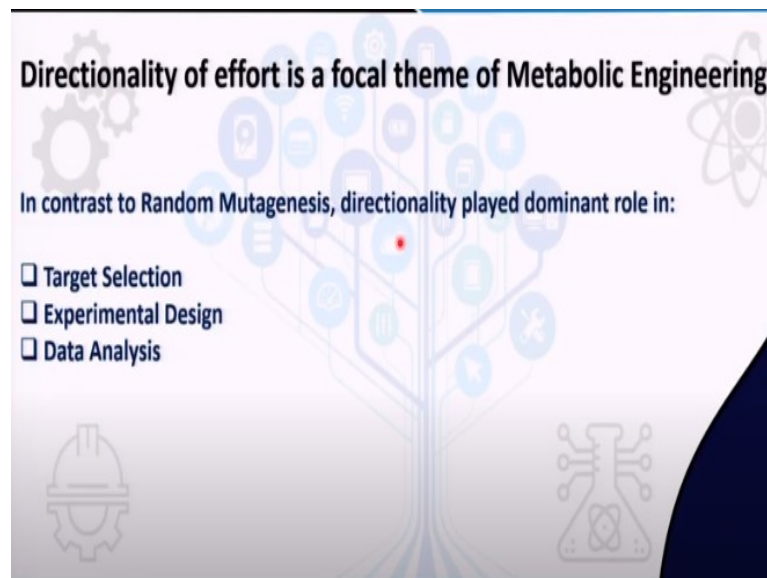 Directionality of effort is a focal theme of Metabolic Engineering
In contrast to Random Mutagenesis, directionality played dominant role in:
❑ Target Selection
❑ Experimental Design
❑ Data Analysis